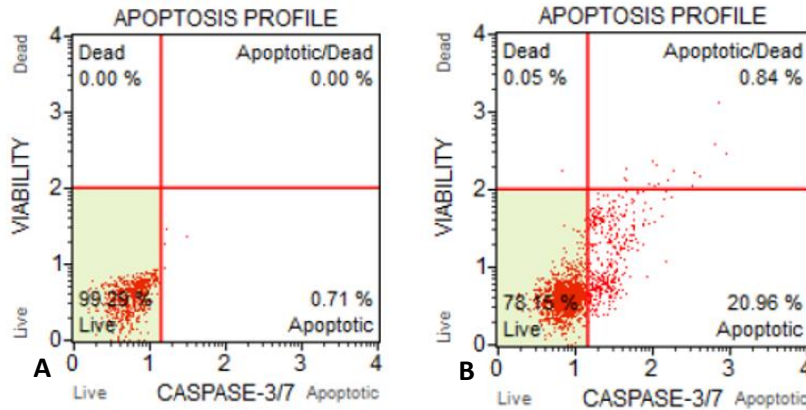 APOPTOSIS PROFILE
Dead
0.00 %
Apoptotic/Dead
0.00 %
99.29 %
Live
0.71 %
Apoptotic
VIABILITY
Dead
Live
4
3
2
1
0
0 1 2 3 4
A
Live CASPASE-3/7 Apoptotic
APOPTOSIS PROFILE
Dead
0.05 %
Apoptotic/Dead
0.84 %
78.15 %
Live
20.96 %
Apoptotic
VIABILITY
Dead
Live
4
3
2
1
0
0 1 2 3 4
B
Live CASPASE-3/7 Apoptotic